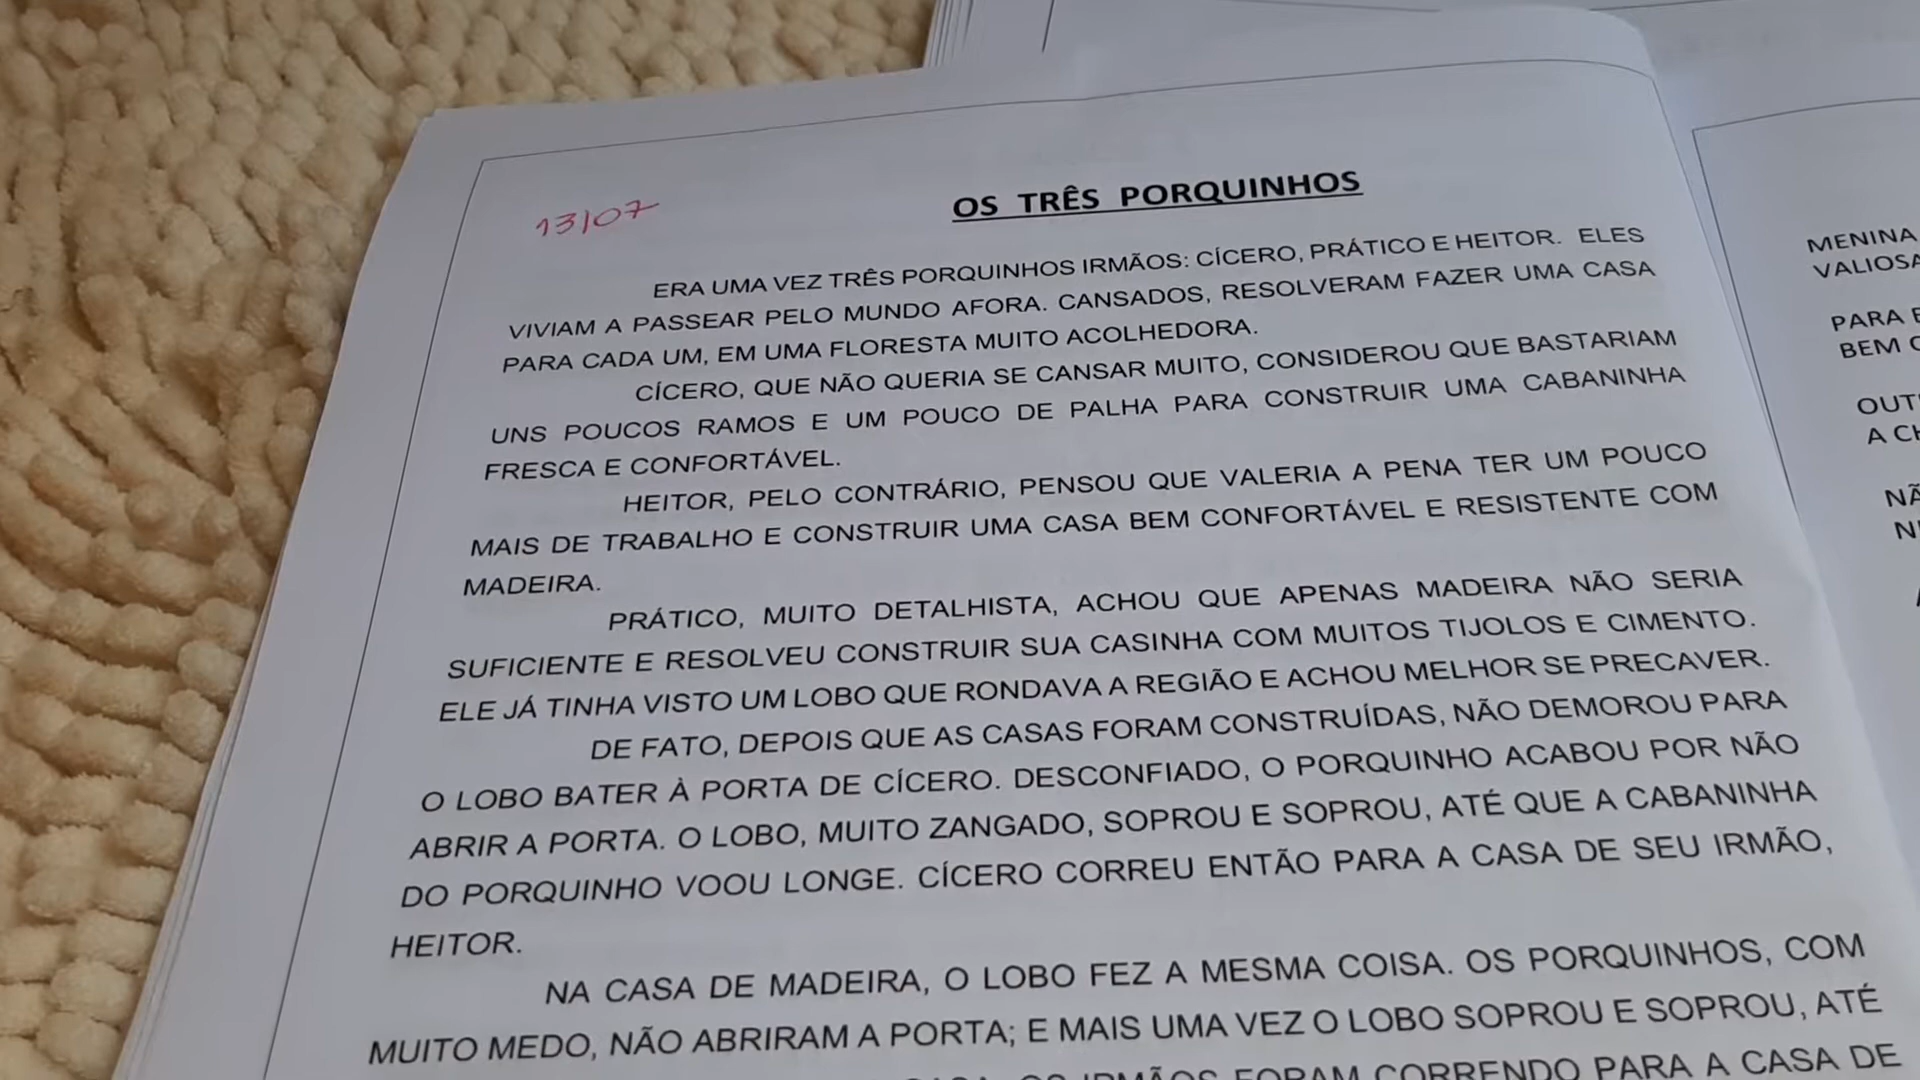 13/07
OS TRÊS PORQUINHOS
ERA UMA VEZ TRÊS PORQUINHOS IRMÃOS: CÍCERO, PRÁTICO E HEITOR. ELES
VIVIAM A PASSEAR PELO MUNDO AFORA. CANSADOS, RESOLVERAM FAZER UMA CASA
PARA CADA UM, EM UMA FLORESTA MUITO ACOLHEDORA.
CÍCERO, QUE NÃO QUERIA SE CANSAR MUITO, CONSIDEROU QUE BASTARIAM
UNS POUCOS RAMOS E UM POUCO DE PALHA PARA CONSTRUIR UMA CABANINHA
FRESCA E CONFORTÁVEL.
HEITOR, PELO CONTRÁRIO, PENSOU QUE VALERIA A PENA TER UM POUCO
MAIS DE TRABALHO E CONSTRUIR UMA CASA BEM CONFORTÁVEL E RESISTENTE COM
MADEIRA.
PRÁTICO, MUITO DETALHISTA, ACHOU QUE APENAS MADEIRA NÃO SERIA
SUFICIENTE E RESOLVEU CONSTRUIR SUA CASINHA COM MUITOS TIJOLOS E CIMENTO.
ELE JÁ TINHA VISTO UM LOBO QUE RONDAVA A REGIÃO E ACHOU MELHOR SE PRECAVER.
DE FATO, DEPOIS QUE AS CASAS FORAM CONSTRUÍDAS, NÃO DEMOROU PARA
O LOBO BATER À PORTA DE CÍCERO. DESCONFIADO, O PORQUINHO ACABOU POR NÃO
ABRIR A PORTA. O LOBO, MUITO ZANGADO, SOPROU E SOPROU, ATÉ QUE A CABANINHA
DO PORQUINHO VOOU LONGE. CÍCERO CORREU ENTÃO PARA A CASA DE SEU IRMÃO,
HEITOR.
NA CASA DE MADEIRA, O LOBO FEZ A MESMA COISA. OS PORQUINHOS, COM
MUITO MEDO, NÃO ABRIRAM A PORTA; E MAIS UMA VEZ O LOBO SOPROU E SOPROU, ATÉ
OS IRMÃOS FORAM CORRENDO PARA A CASA DE
MENINA
VALIOSA
PARA
BEM
A